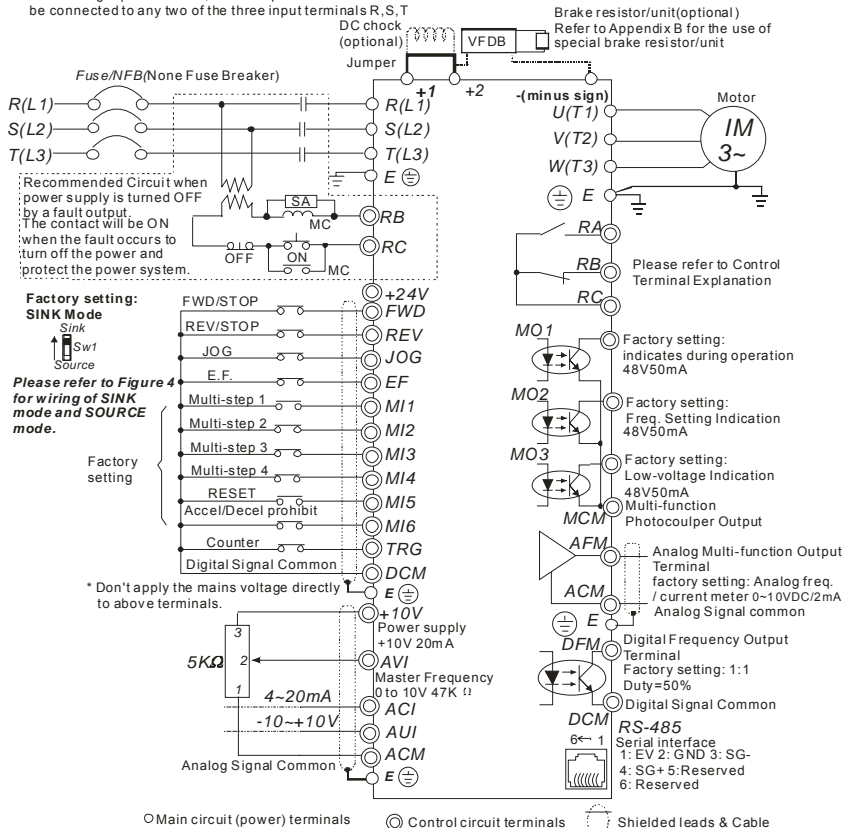 be connected to any two of the three input terminals R,S,T
DC chock
(optional)
Jumper
VFDB
Brake resistor/unit(optional)
Refer to Appendix B for the use of
special brake resistor/unit
Fuse/NFB(None Fuse Breaker)
+1
+2
-(minus sign)
R(L1)
S(L2)
T(L3)
R(L1)
S(L2)
T(L3)
E
U(T1)
V(T2)
W(T3)
E
Motor
IM
3~
Recommended Circuit when
power supply is turned OFF
by a fault output.
The contact will be ON
when the fault occurs to
turn off the power and
protect the power system.
SA
MC
OFF
ON
MC
RB
RC
RA
RB
RC
Please refer to Control
Terminal Explanation
Factory setting:
SINK Mode
Sink
Sw1
Source
Please refer to Figure 4
for wiring of SINK
mode and SOURCE
mode.
Factory
setting
+24V
FWD/STOP
FWD
REV/STOP
REV
JOG
JOG
E.F.
EF
Multi-step 1
MI1
Multi-step 2
MI2
Multi-step 3
MI3
Multi-step 4
MI4
RESET
MI5
Accel/Decel prohibit
MI6
Counter
TRG
Digital Signal Common
DCM
* Don't apply the mains voltage directly
to above terminals.
E
MO1
Factory setting:
indicates during operation
48V50mA
MO2
Factory setting:
Freq. Setting Indication
48V50mA
MO3
Factory setting:
Low-voltage Indication
48V50mA
MCM
Multi-function
Photocoulper Output
AFM
Analog Multi-function Output
Terminal
factory setting: Analog freq.
/ current meter 0~10VDC/2mA
ACM
Analog Signal common
E
DFM
Digital Frequency Output
Terminal
Factory setting: 1:1
Duty=50%
DCM
Digital Signal Common
+10V
Power supply
+10V 20mA
3
5KΩ
2
1
AVI
Master Frequency
0 to 10V 47K Ω
4~20mA
ACI
-10~+10V
AUI
ACM
Analog Signal Common
E
RS-485
Serial interface
6← 1
1: EV 2: GND 3: SG-
4: SG+ 5:Reserved
6: Reserved
Main circuit (power) terminals
Control circuit terminals
Shielded leads & Cable